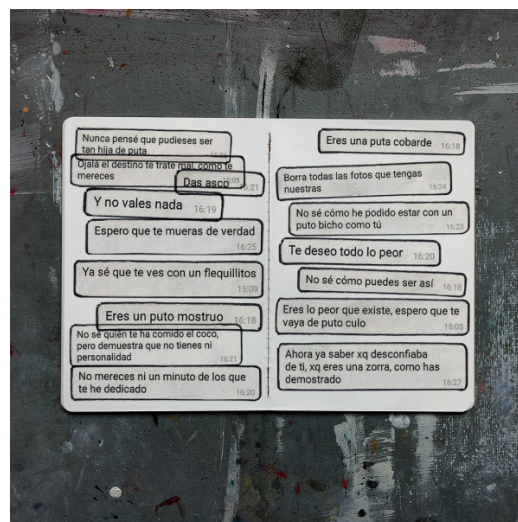 Nunca pensé que pudieses ser
tan hija de puta
Ojalá el destino te trate mal, como te
mereces 15:05
Das asco 16:21
Y no vales nada 16:19
Espero que te mueras de verdad
16:25
Ya sé que te ves con un flequillitos
15:09
Eres un puto mostruo 16:18
No sé quién te ha comido el coco,
pero demuestra que no tienes ni
personalidad 16:21
No mereces ni un minuto de los que
te he dedicado 16:20
Eres una puta cobarde 16:18
Borra todas las fotos que tengas
nuestras 16:24
No sé cómo he podido estar con un
puto bicho como tú 16:23
Te deseo todo lo peor 16:20
No sé cómo puedes ser así 16:18
Eres lo peor que existe, espero que te
vaya de puto culo 15:05
Ahora ya saber xq desconfiaba
de ti, xq eres una zorra, como has
demostrado 16:27